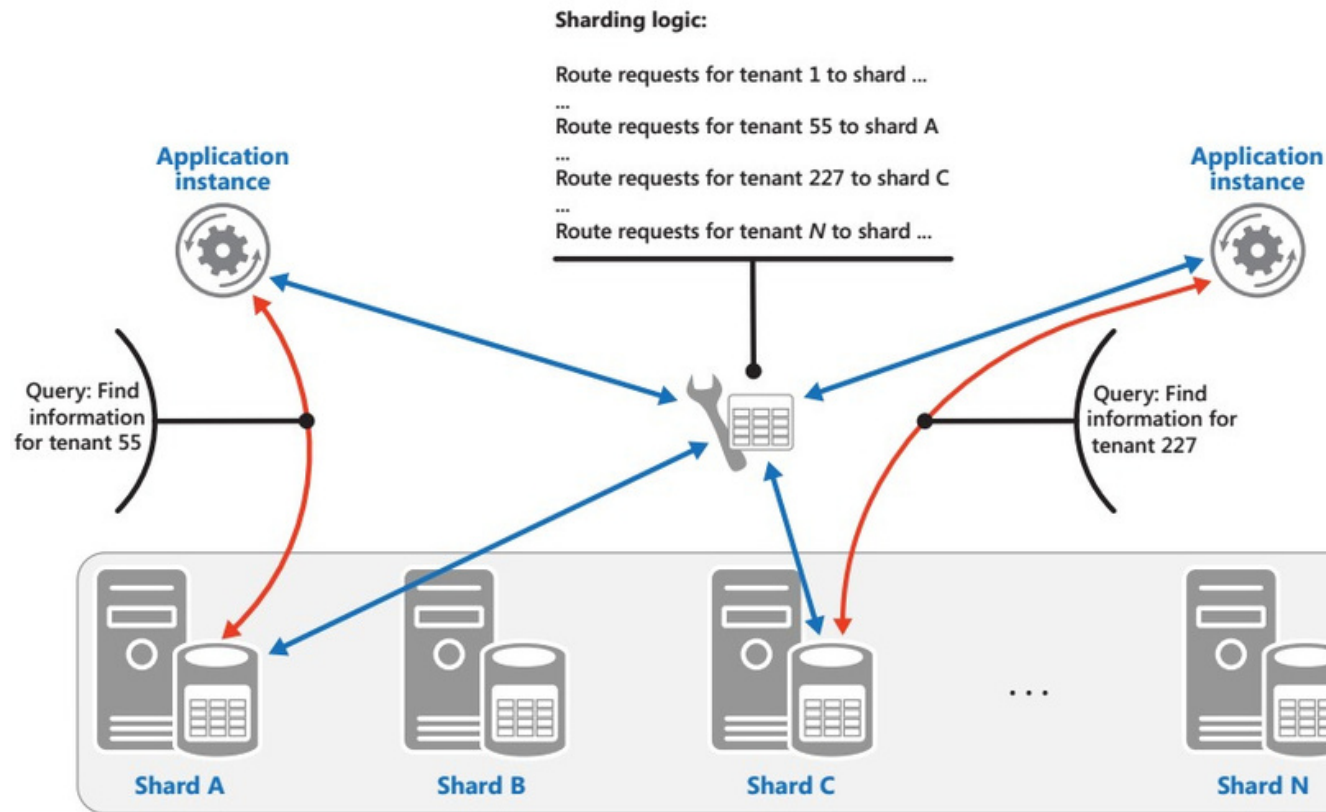 Sharding logic:
Route requests for tenant 1 to shard ...
...
Route requests for tenant 55 to shard A
...
Route requests for tenant 227 to shard C
...
Route requests for tenant N to shard ...
Application
instance
Application
instance
Query: Find
information
for tenant 55
Query: Find
information for
tenant 227
...
Shard A
Shard B
Shard C
Shard N